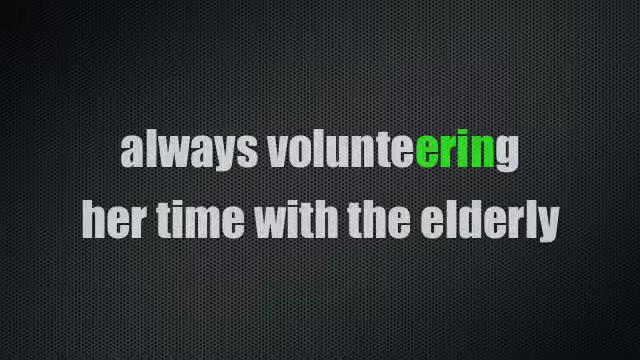 always volunteering
her time with the elderly